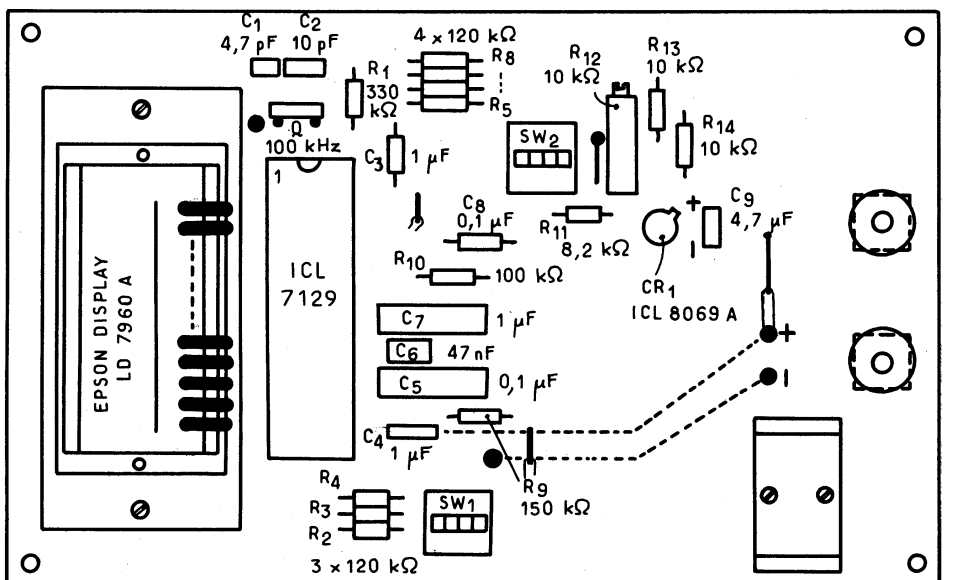 C1 C2
4,7 pF 10 pF
4 x 120 kΩ
R8
R5
R1
330
kΩ
Q
100 kHz
C3 1 µF
SW2
R12
10 kΩ
R13
10 kΩ
R14
10 kΩ
1
ICL
7129
C8
0,1 µF
R11
8,2 kΩ
+
C9
4,7 µF
–
CR1
ICL 8069 A
R10 100 kΩ
C7 1 µF
C6 47 nF
C5 0,1 µF
C4
1 µF
+
–
R9
150 kΩ
EPSON DISPLAY
LD 7960 A
R4
R3
R2
3 x 120 kΩ
SW1